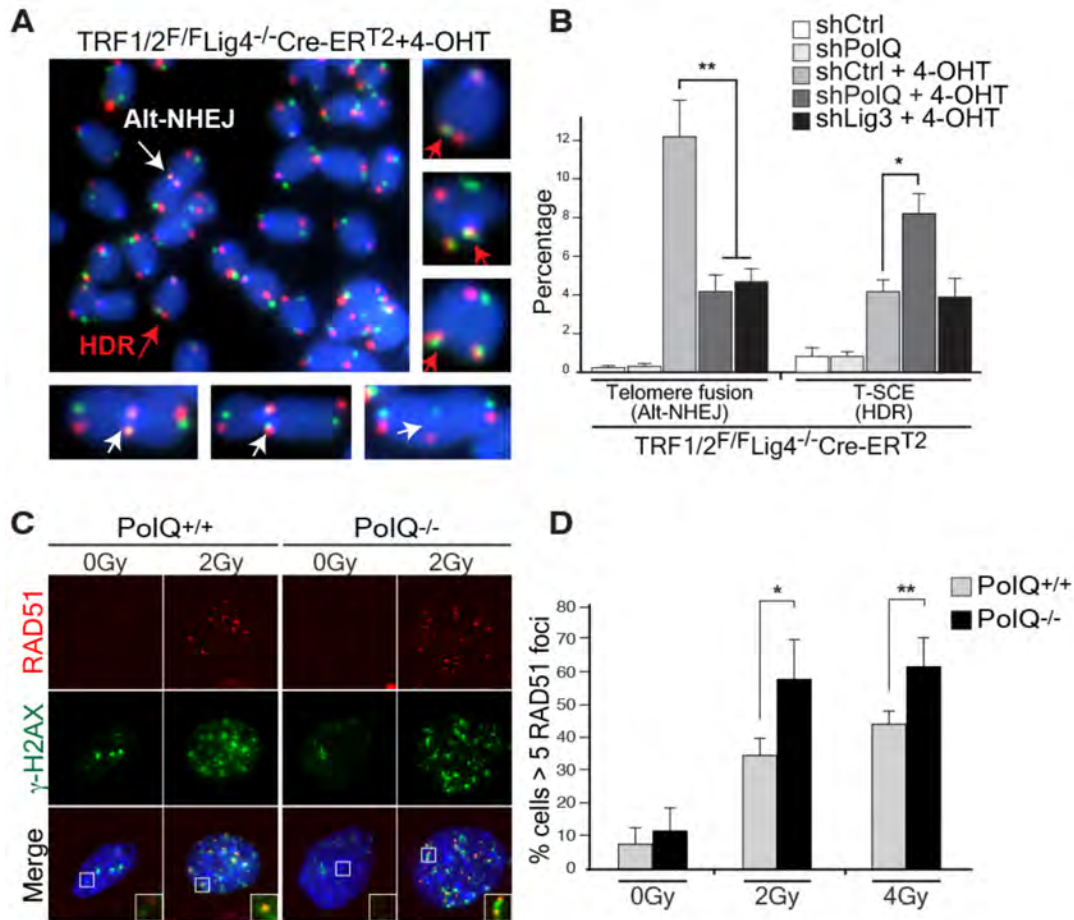 A
TRF1/2F/FLig4-/-Cre-ERT2+4-OHT
Alt-NHEJ
HDR
B
shCtrl
shPolQ
shCtrl + 4-OHT
shPolQ + 4-OHT
shLig3 + 4-OHT
**
*
Percentage
12
10
8
6
4
2
0
Telomere fusion
(Alt-NHEJ)
T-SCE
(HDR)
TRF1/2F/FLig4-/-Cre-ERT2
C
PolQ+/+
PolQ-/-
0Gy
2Gy
0Gy
2Gy
RAD51
γ-H2AX
Merge
D
PolQ+/+
PolQ-/-
*
**
% cells > 5 RAD51 foci
80
70
60
50
40
30
20
10
0
0Gy
2Gy
4Gy